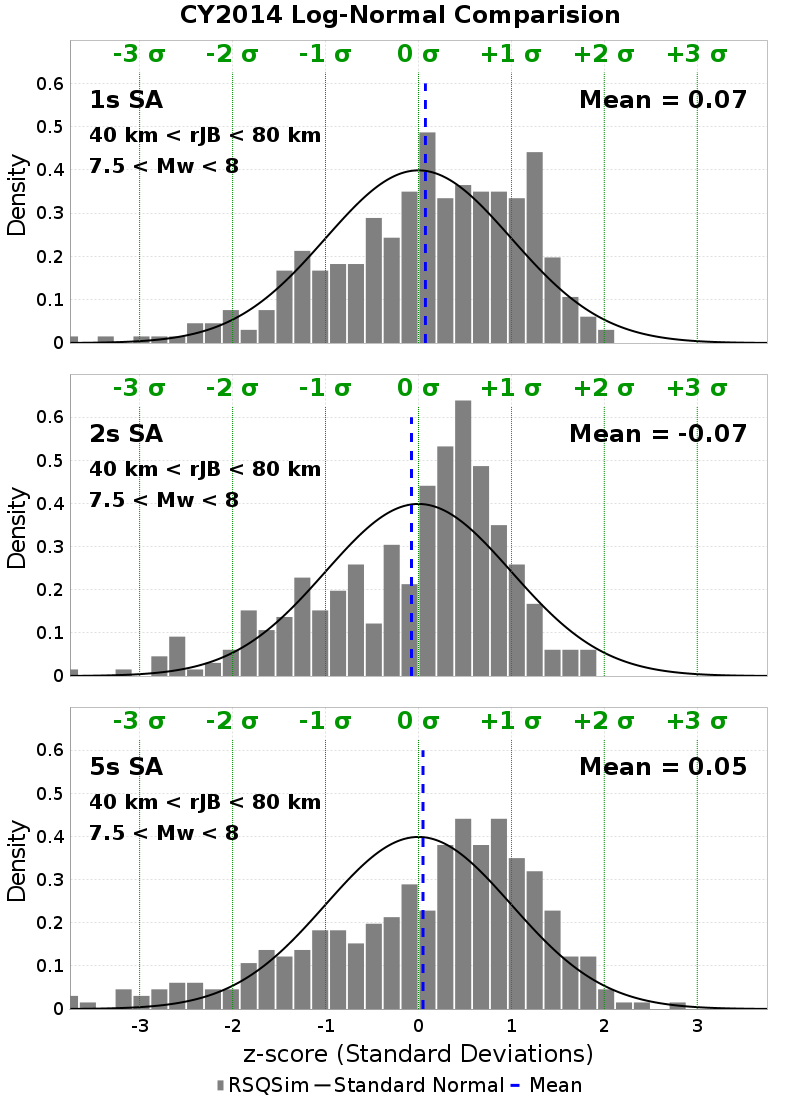 CY2014 Log-Normal Comparision
-3 σ -2 σ -1 σ 0 σ +1 σ +2 σ +3 σ
1s SA
Mean = 0.07
40 km < rJB < 80 km
7.5 < Mw < 8
Density
0.6
0.5
0.4
0.3
0.2
0.1
0
-3 σ -2 σ -1 σ 0 σ +1 σ +2 σ +3 σ
2s SA
Mean = -0.07
40 km < rJB < 80 km
7.5 < Mw < 8
Density
0.6
0.5
0.4
0.3
0.2
0.1
0
-3 σ -2 σ -1 σ 0 σ +1 σ +2 σ +3 σ
5s SA
Mean = 0.05
40 km < rJB < 80 km
7.5 < Mw < 8
Density
0.6
0.5
0.4
0.3
0.2
0.1
0
-3 -2 -1 0 1 2 3
z-score (Standard Deviations)
RSQSim Standard Normal Mean